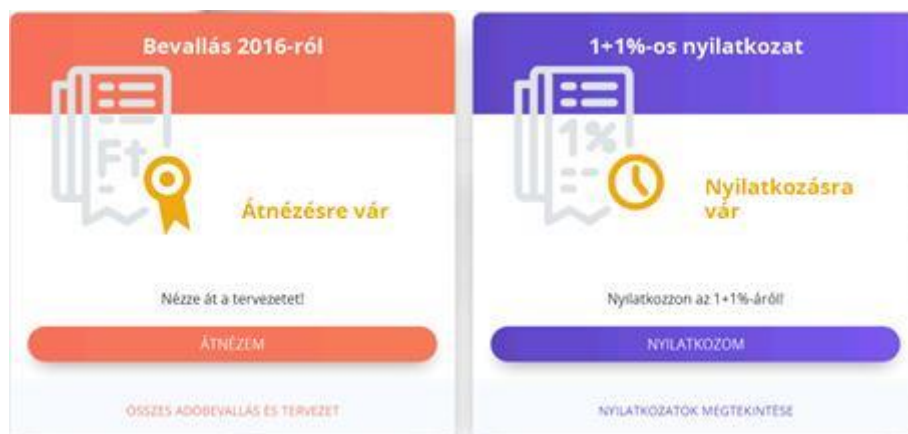 Bevallás 2016-ról
Ft
Átnézésre vár
Nézze át a tervezetet!
ÁTNÉZEM
ÖSSZES ADÓBEVALLÁS ÉS TERVEZET
1+1%-os nyilatkozat
1%
Nyilatkozásra
vár
Nyilatkozzon az 1+1%-áról!
NYILATKOZOM
NYILATKOZATOK MEGTEKINTÉSE